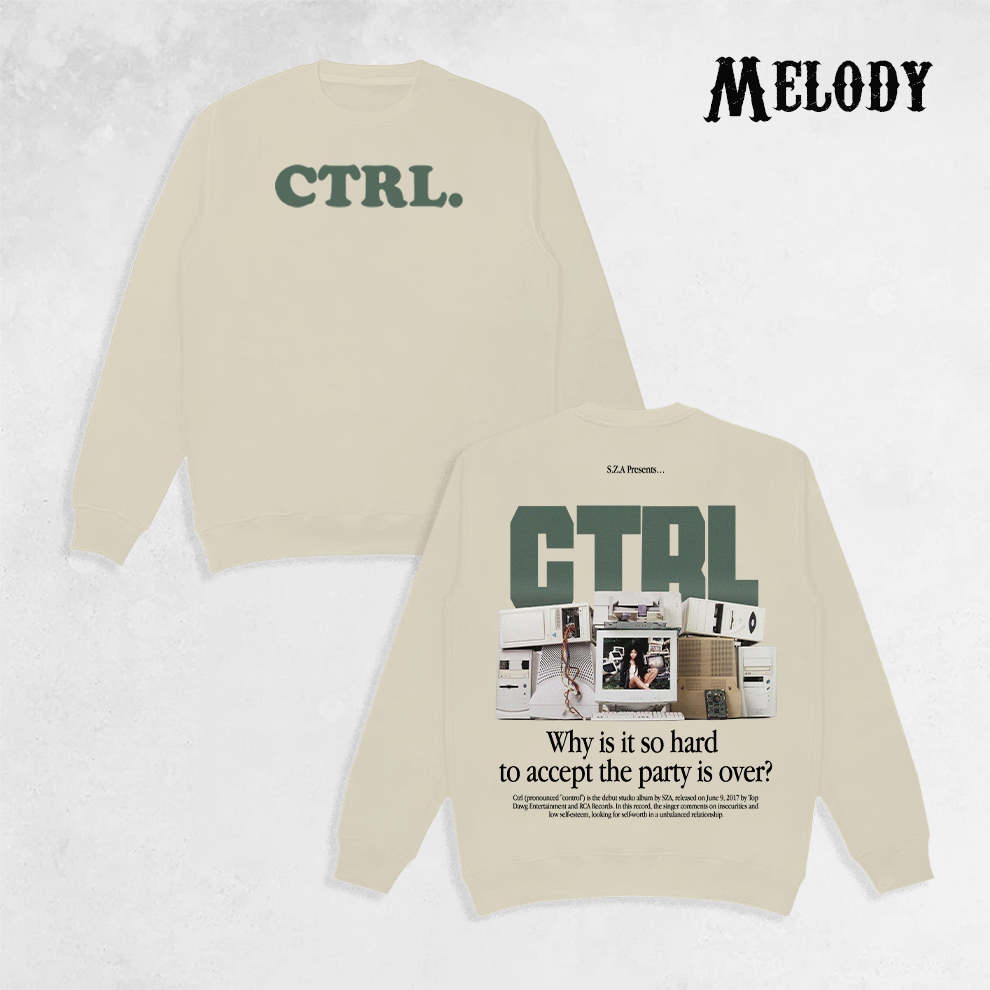 MELODY
CTRL.
S.Z.A Presents...
CTRL
Why is it so hard
to accept the party is over?
Ctrl (pronounced "control") is the debut studio album by SZA, released on June 9, 2017 by Top
Dawg Entertainment and RCA Records. In this record, the singer comments on insecurities and
low self-esteem, looking for self-worth in a unbalanced relationship.